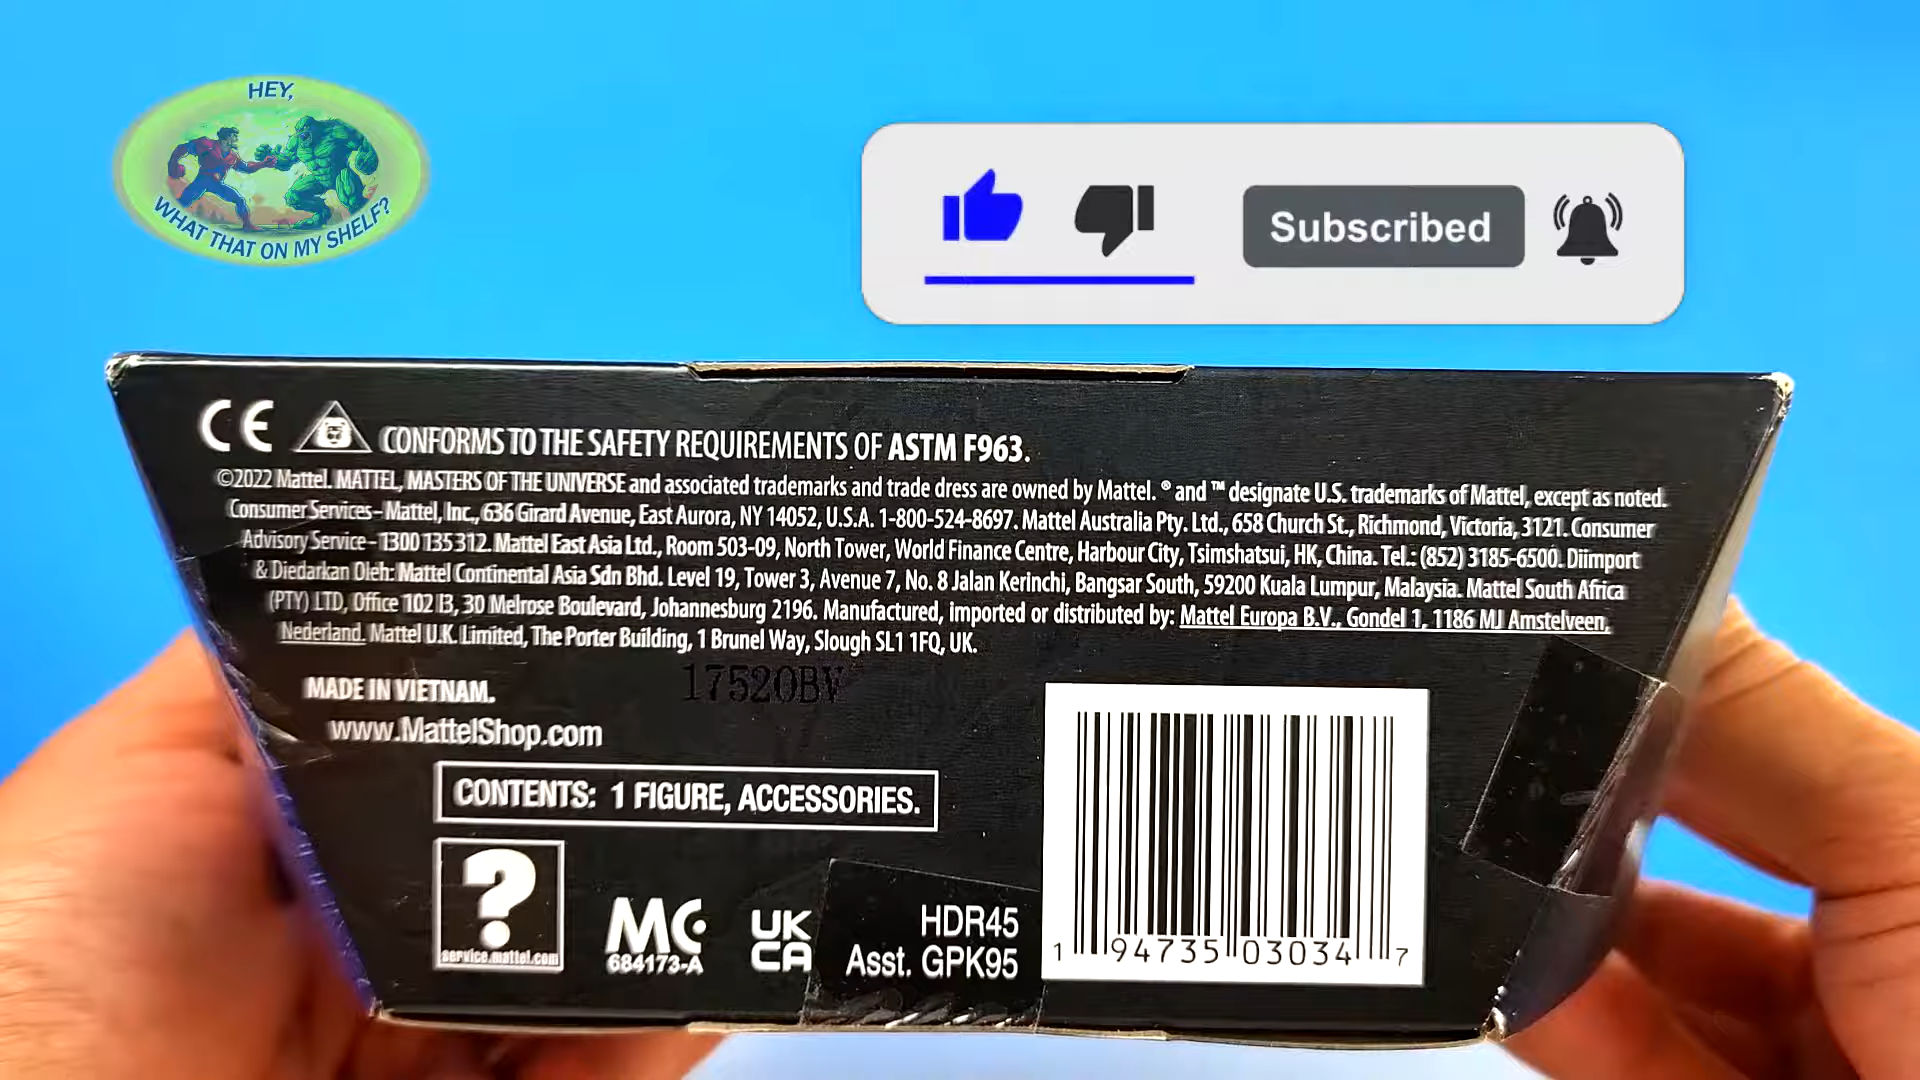 HEY,
WHAT THAT ON MY SHELF?
Subscribed
CE CONFORMS TO THE SAFETY REQUIREMENTS OF ASTM F963.
©2022 Mattel. MATTEL, MASTERS OF THE UNIVERSE and associated trademarks and trade dress are owned by Mattel. ® and ™ designate U.S. trademarks of Mattel, except as noted.
Consumer Services – Mattel, Inc., 636 Girard Avenue, East Aurora, NY 14052, U.S.A. 1-800-524-8697. Mattel Australia Pty. Ltd., 658 Church St., Richmond, Victoria, 3121. Consumer
Advisory Service – 1300 135 312. Mattel East Asia Ltd., Room 503-09, North Tower, World Finance Centre, Harbour City, Tsimshatsui, HK, China. Tel.: (852) 3185-6500. Diimport
& Diedarkan Oleh: Mattel Continental Asia Sdn Bhd. Level 19, Tower 3, Avenue 7, No. 8 Jalan Kerinchi, Bangsar South, 59200 Kuala Lumpur, Malaysia. Mattel South Africa
(PTY) LTD, Office 102 I3, 30 Melrose Boulevard, Johannesburg 2196. Manufactured, imported or distributed by: Mattel Europa B.V., Gondel 1, 1186 MJ Amstelveen,
Nederland. Mattel U.K. Limited, The Porter Building, 1 Brunel Way, Slough SL1 1FQ, UK.
17520BV
MADE IN VIETNAM.
www.MattelShop.com
CONTENTS: 1 FIGURE, ACCESSORIES.
?
service.mattel.com
MC
684173-A
UK
CA
HDR45
Asst. GPK95
1 94735 03034 7